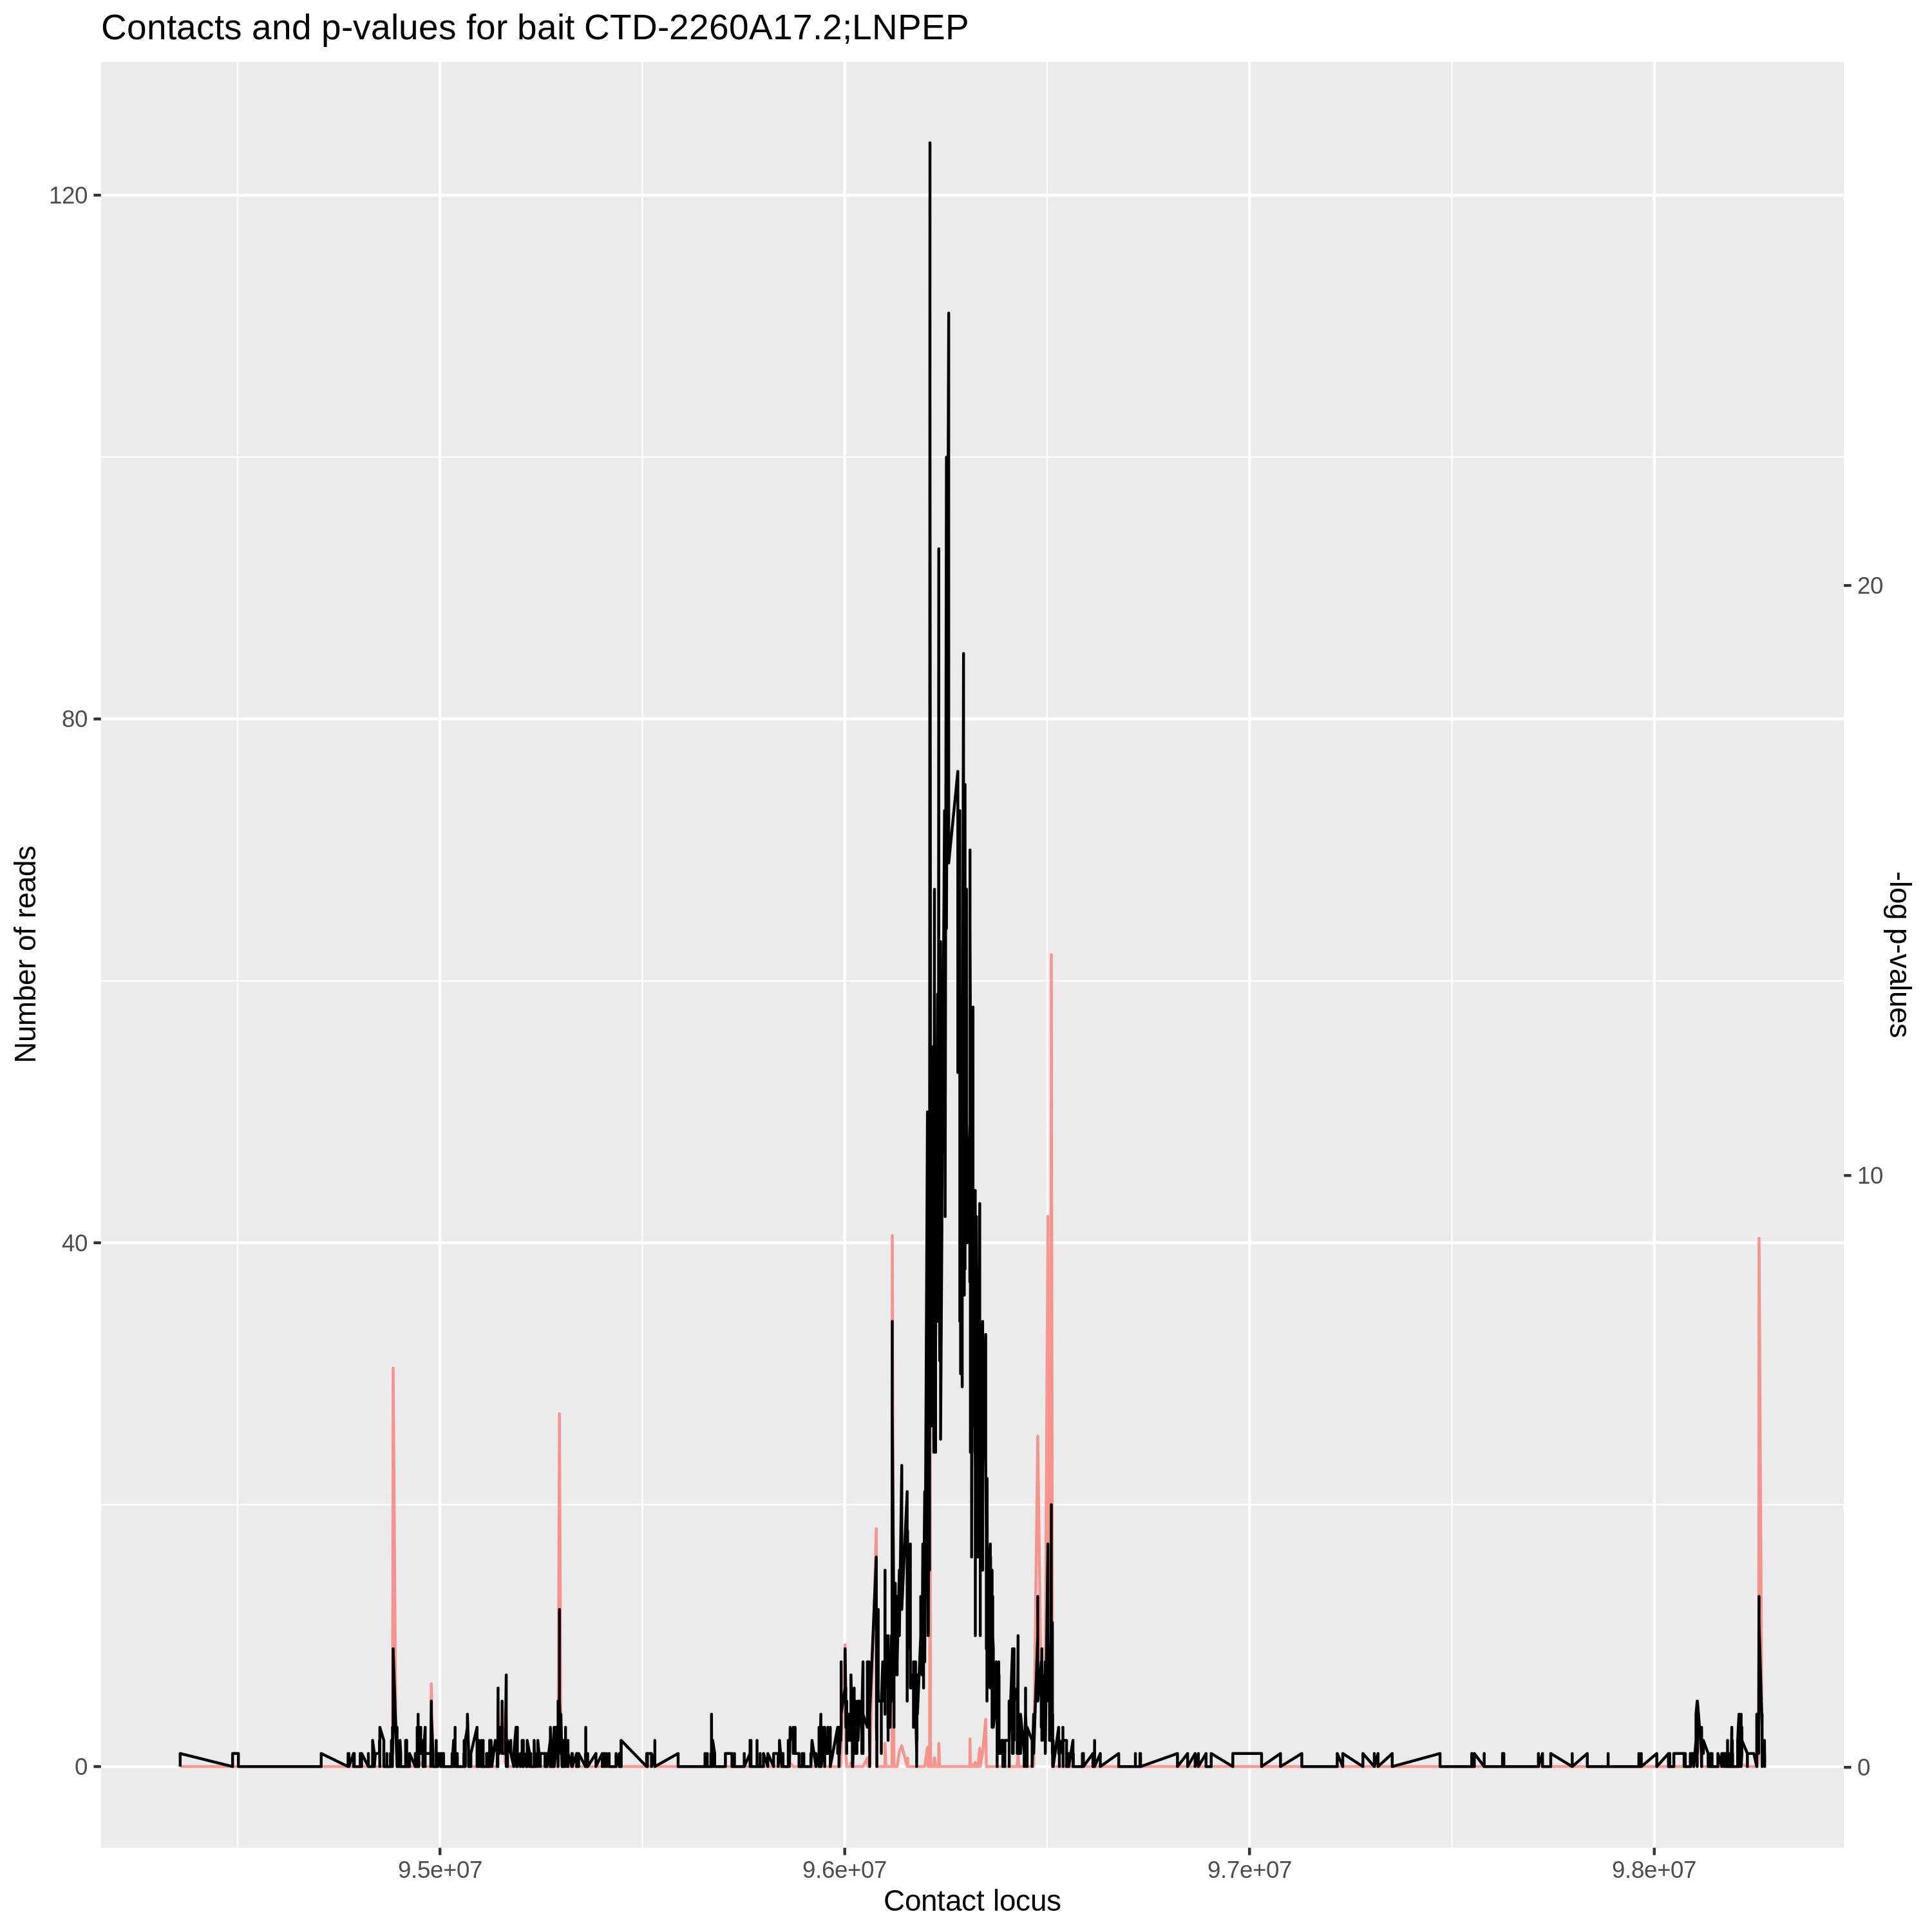 Contacts and p-values for bait CTD-2260A17.2;LNPEP
120
80
40
0
Number of reads
20
10
0
-log p-values
9.5e+07 9.6e+07 9.7e+07 9.8e+07
Contact locus